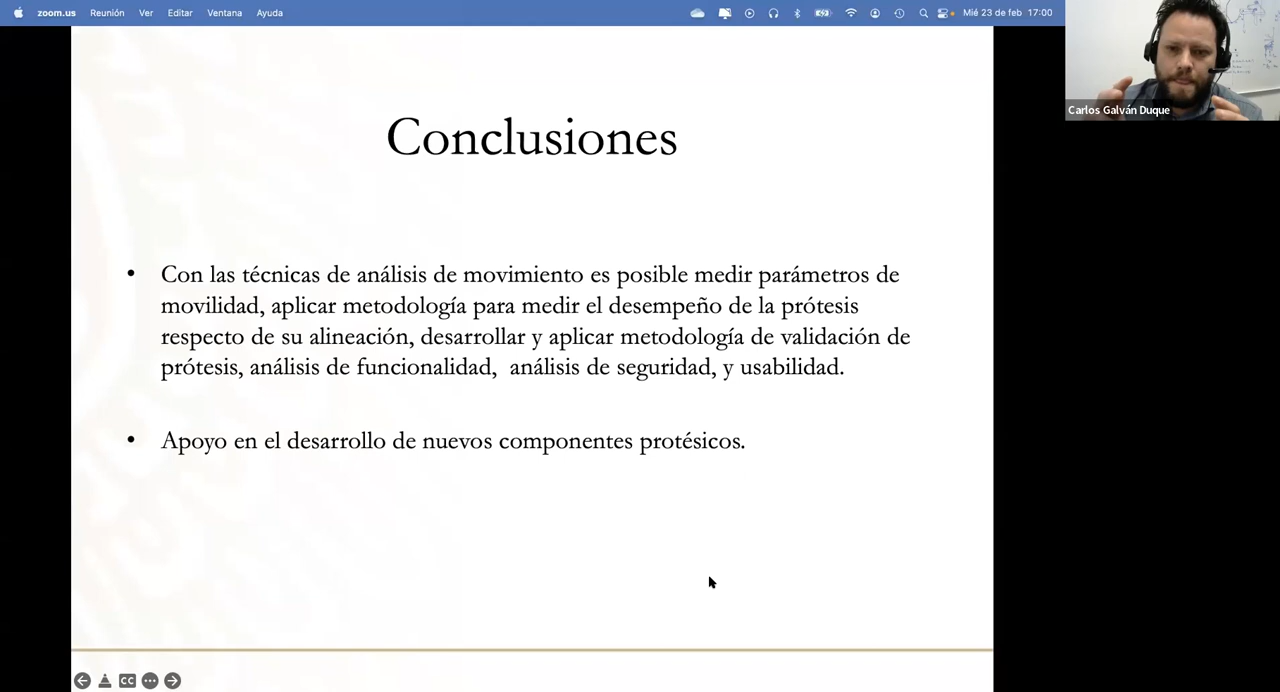 zoom.us Reunión Ver Editar Ventana Ayuda Mié 23 de feb 17:00
Carlos Galván Duque
Conclusiones
• Con las técnicas de análisis de movimiento es posible medir parámetros de
movilidad, aplicar metodología para medir el desempeño de la prótesis
respecto de su alineación, desarrollar y aplicar metodología de validación de
prótesis, análisis de funcionalidad,  análisis de seguridad, y usabilidad.
• Apoyo en el desarrollo de nuevos componentes protésicos.
CC